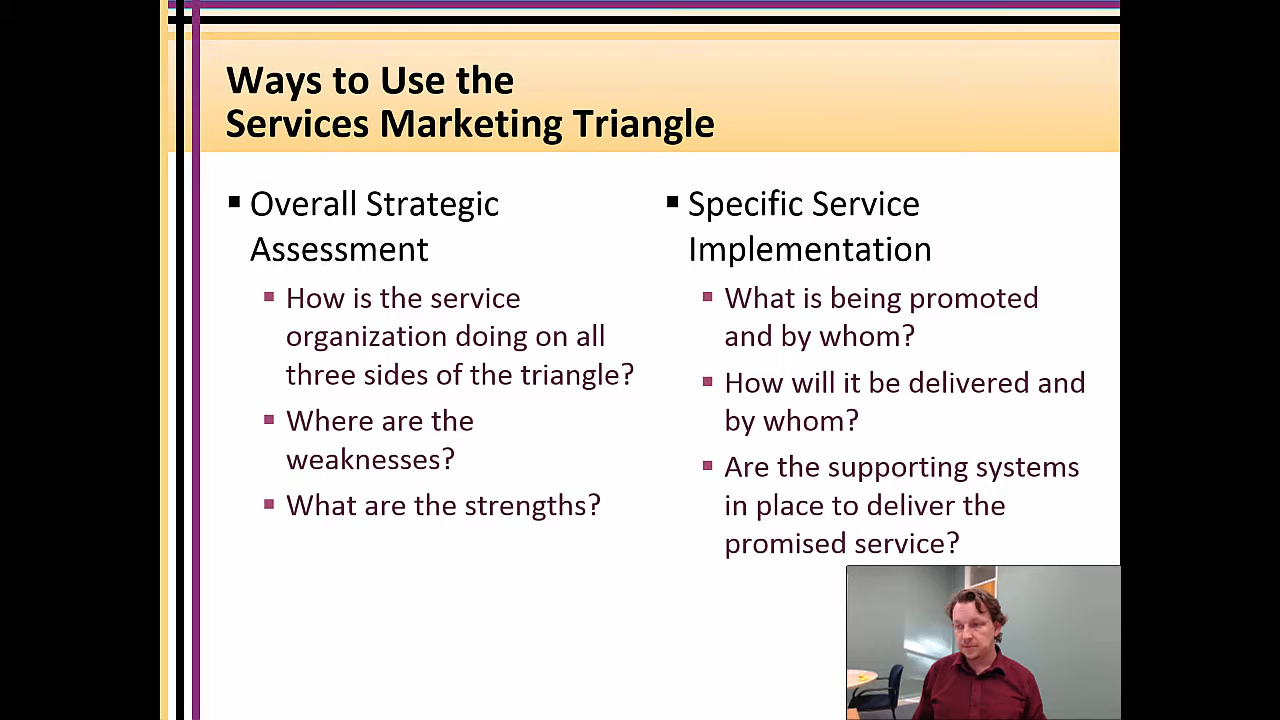 Ways to Use the
Services Marketing Triangle
▪ Overall Strategic
Assessment
▪ How is the service
organization doing on all
three sides of the triangle?
▪ Where are the
weaknesses?
▪ What are the strengths?
▪ Specific Service
Implementation
▪ What is being promoted
and by whom?
▪ How will it be delivered and
by whom?
▪ Are the supporting systems
in place to deliver the
promised service?